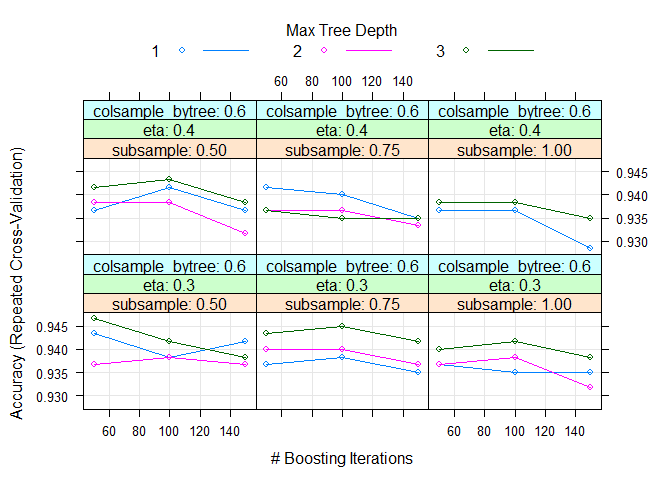 Max Tree Depth
1 2 3
60 80 100 120 140
colsample_bytree: 0.6 colsample_bytree: 0.6 colsample_bytree: 0.6
eta: 0.4 eta: 0.4 eta: 0.4
subsample: 0.50 subsample: 0.75 subsample: 1.00
0.945
0.940
0.935
0.930
colsample_bytree: 0.6 colsample_bytree: 0.6 colsample_bytree: 0.6
eta: 0.3 eta: 0.3 eta: 0.3
subsample: 0.50 subsample: 0.75 subsample: 1.00
0.945
0.940
0.935
0.930
60 80 100 120 140 60 80 100 120 140
# Boosting Iterations
Accuracy (Repeated Cross-Validation)